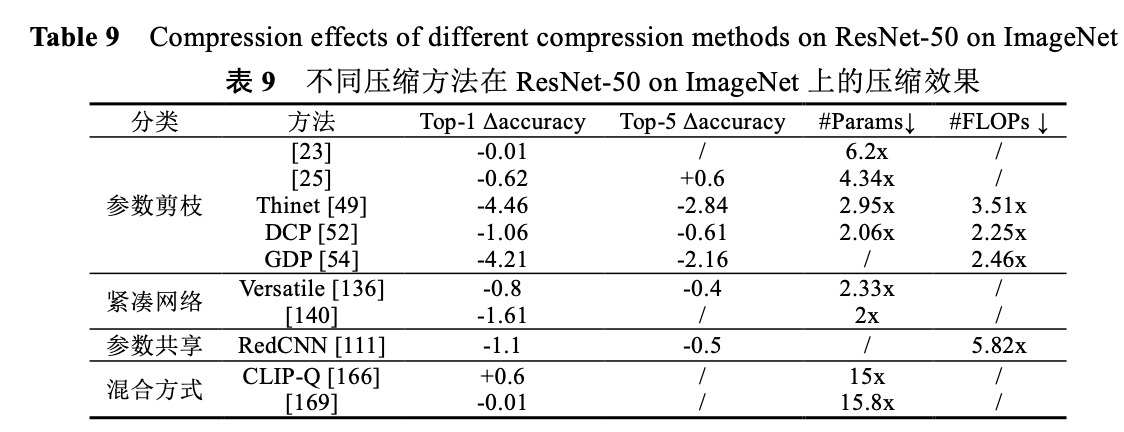 Table 9 Compression effects of different compression methods on ResNet-50 on ImageNet
表 9 不同压缩方法在 ResNet-50 on ImageNet 上的压缩效果
分类 方法 Top-1 Δaccuracy Top-5 Δaccuracy #Params↓ #FLOPs ↓
参数剪枝
[23] -0.01 / 6.2x /
[25] -0.62 +0.6 4.34x /
Thinet [49] -4.46 -2.84 2.95x 3.51x
DCP [52] -1.06 -0.61 2.06x 2.25x
GDP [54] -4.21 -2.16 / 2.46x
紧凑网络
Versatile [136] -0.8 -0.4 2.33x /
[140] -1.61 / 2x /
参数共享 RedCNN [111] -1.1 -0.5 / 5.82x
混合方式
CLIP-Q [166] +0.6 / 15x /
[169] -0.01 / 15.8x /